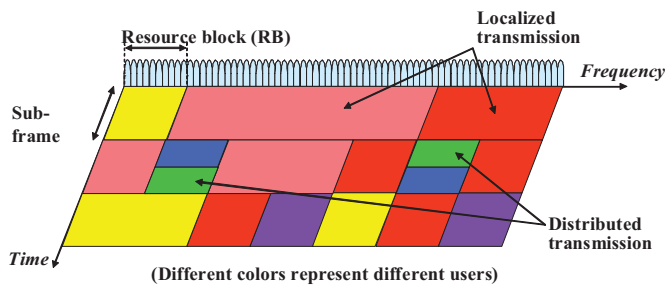 Localized
transmission
Resource block (RB)
Frequency
Sub-
frame
Distributed
transmission
Time
(Different colors represent different users)